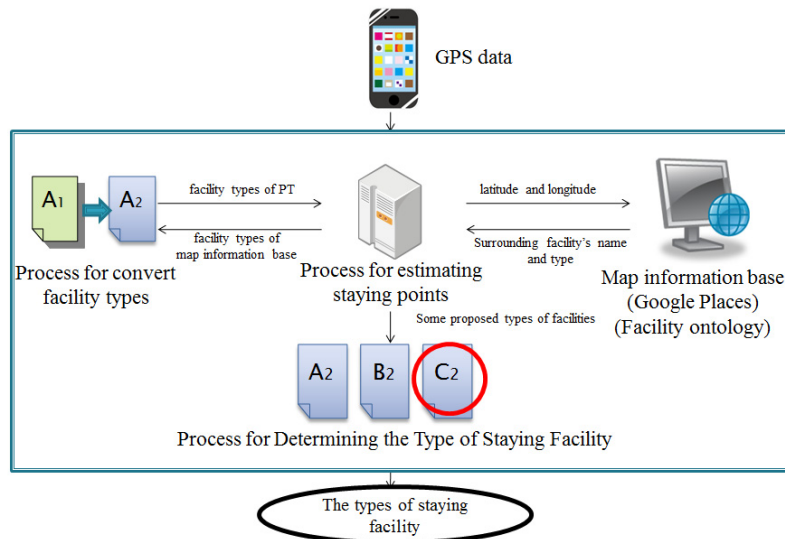 GPS data
A1
A2
facility types of PT
facility types of
map information base
Process for convert
facility types
Process for estimating
staying points
latitude and longitude
Surrounding facility's name
and type
Map information base
(Google Places)
(Facility ontology)
Some proposed types of facilities
A2
B2
C2
Process for Determining the Type of Staying Facility
The types of staying
facility